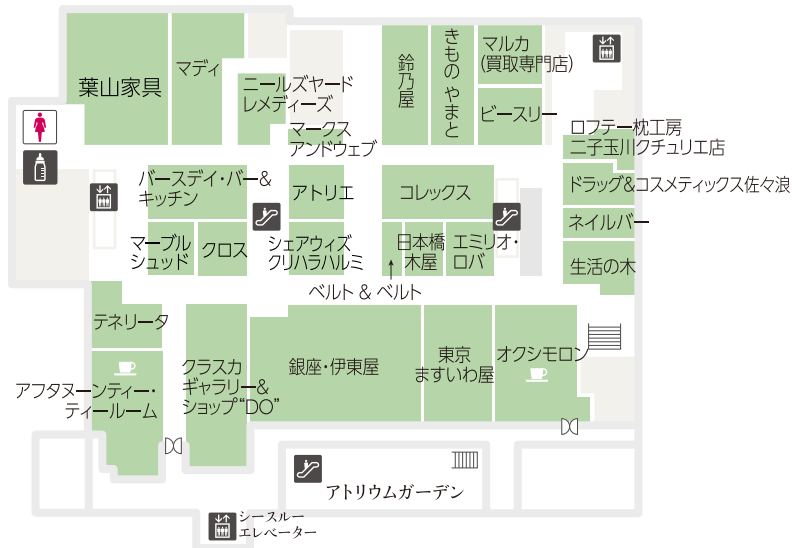 葉山家具
マディ
ニールズヤード
レメディーズ
マークス
アンドウェブ
鈴乃屋
きもの やまと
マルカ
(買取専門店)
ビースリー
ロフテー枕工房
二子玉川クチュリエ店
ドラッグ&コスメティックス佐々浪
ネイルバー
生活の木
バースデイ・バー&
キッチン
アトリエ
コレックス
マーブル
シュッド
クロス
シェアウィズ
クリハラハルミ
日本橋
木屋
エミリオ・
ロバ
ベルト & ベルト
テネリータ
アフタヌーンティー・
ティールーム
クラスカ
ギャラリー&
ショップ“DO”
銀座・伊東屋
東京
ますいわ屋
オクシモロン
アトリウムガーデン
シースルー
エレベーター